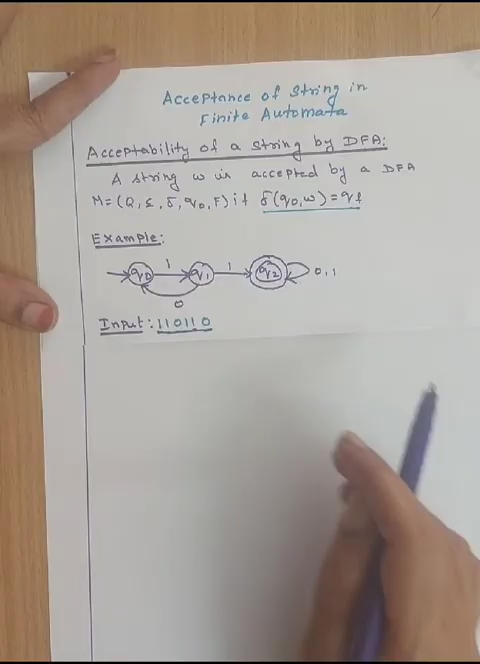 Acceptance of String in
Finite Automata
Acceptability of a string by DFA:
A string w is accepted by a DFA
M=(Q, Σ, δ, q0, F) if δ(q0,w)=qf
Example:
q0 1 q1 1 q2 0,1
0
Input: 110110